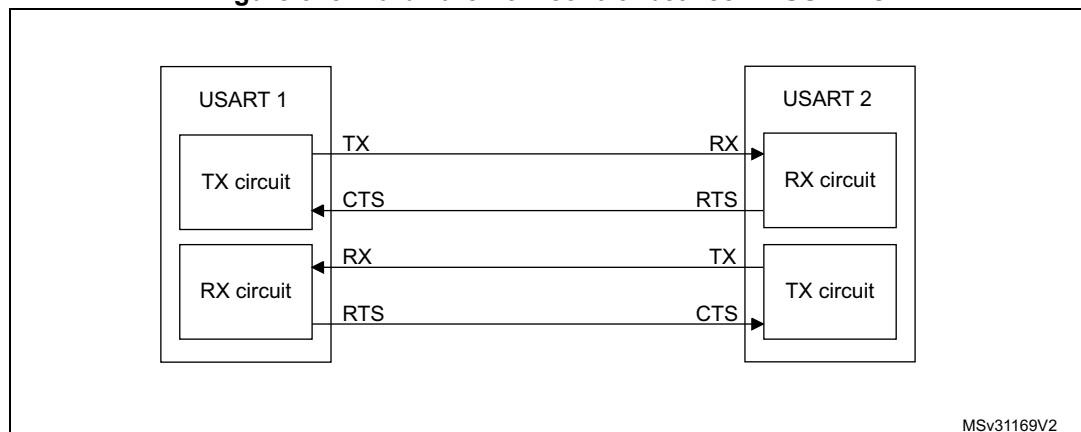 USART 1
USART 2
TX circuit
TX
RX
RX circuit
CTS
RTS
RX circuit
RX
TX
TX circuit
RTS
CTS
MSv31169V2